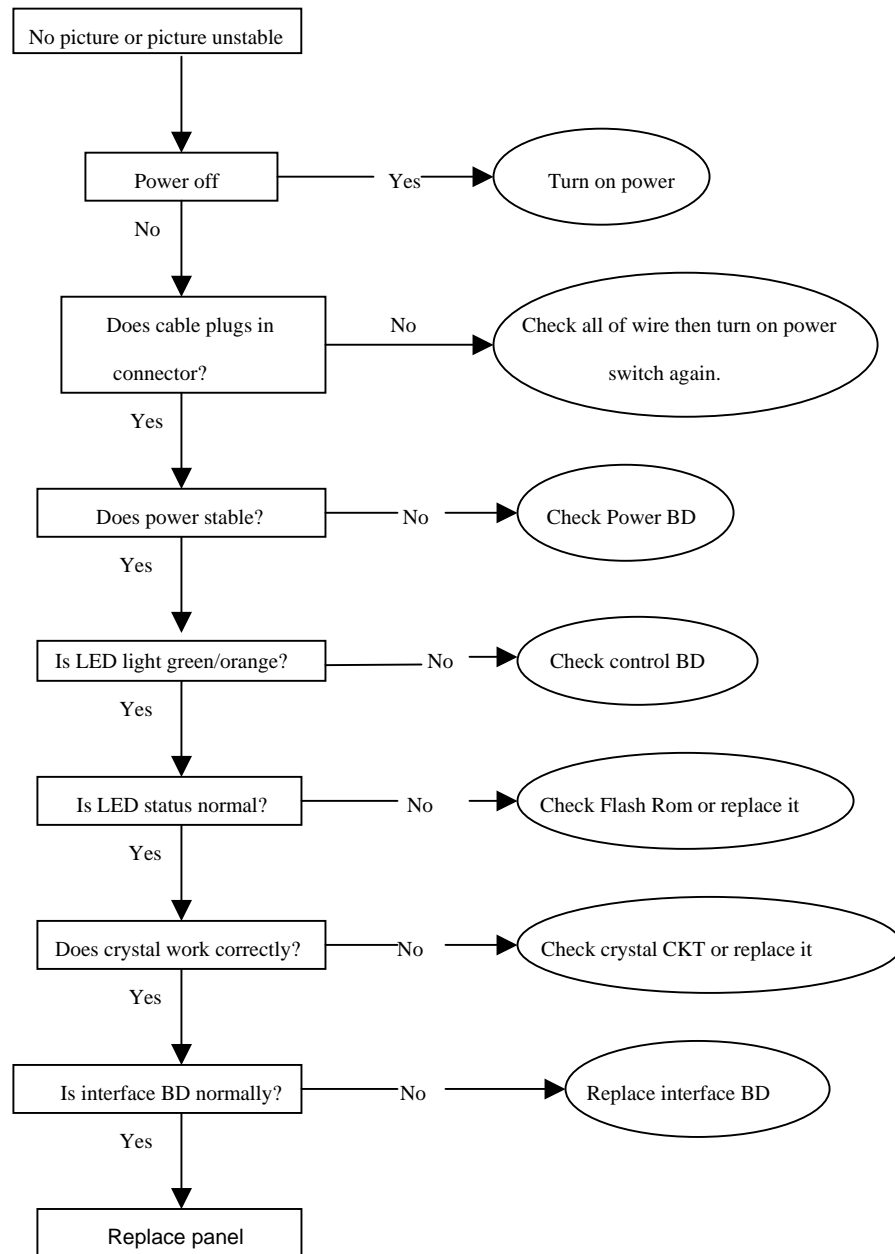 No picture or picture unstable
Power off
Yes
Turn on power
No
Does cable plugs in
connector?
No
Check all of wire then turn on power
switch again.
Yes
Does power stable?
No
Check Power BD
Yes
Is LED light green/orange?
No
Check control BD
Yes
Is LED status normal?
No
Check Flash Rom or replace it
Yes
Does crystal work correctly?
No
Check crystal CKT or replace it
Yes
Is interface BD normally?
No
Replace interface BD
Yes
Replace panel